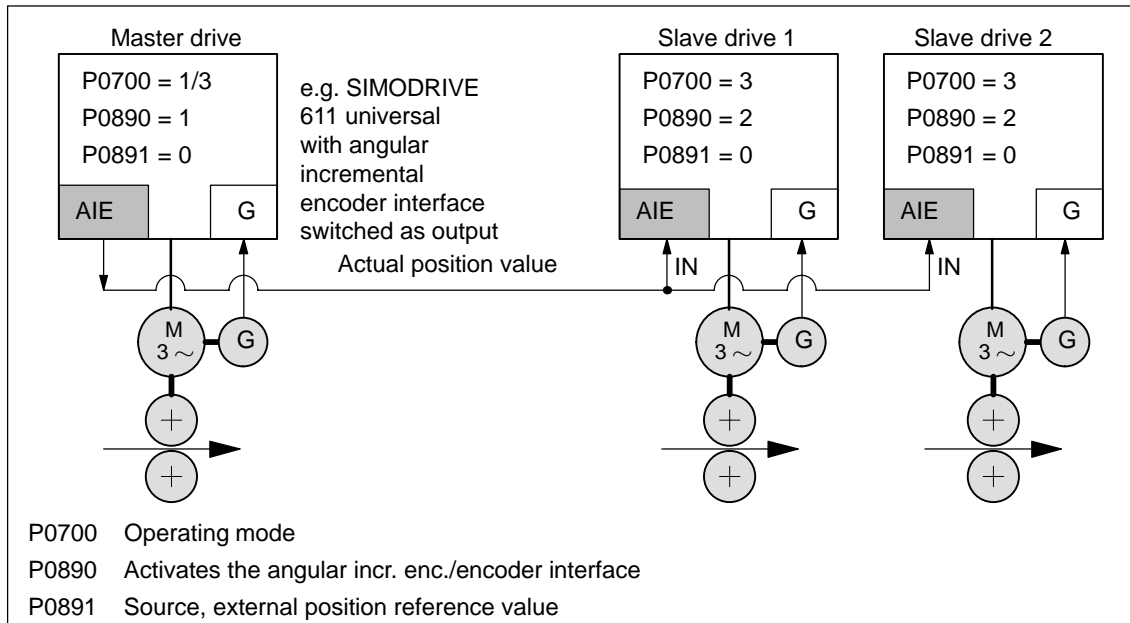 Master drive
P0700 = 1/3
P0890 = 1
P0891 = 0
AIE
G
e.g. SIMODRIVE
611 universal
with angular
incremental
encoder interface
switched as output
Actual position value
Slave drive 1
P0700 = 3
P0890 = 2
P0891 = 0
AIE
G
IN
Slave drive 2
P0700 = 3
P0890 = 2
P0891 = 0
AIE
G
IN
M
3 ~
G
M
3 ~
G
M
3 ~
G
P0700 Operating mode
P0890 Activates the angular incr. enc./encoder interface
P0891 Source, external position reference value